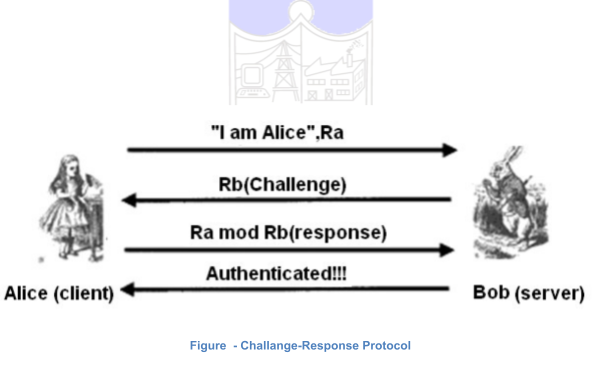 "I am Alice",Ra
Rb(Challenge)
Ra mod Rb(response)
Authenticated!!!
Alice (client)
Bob (server)
Figure - Challange-Response Protocol